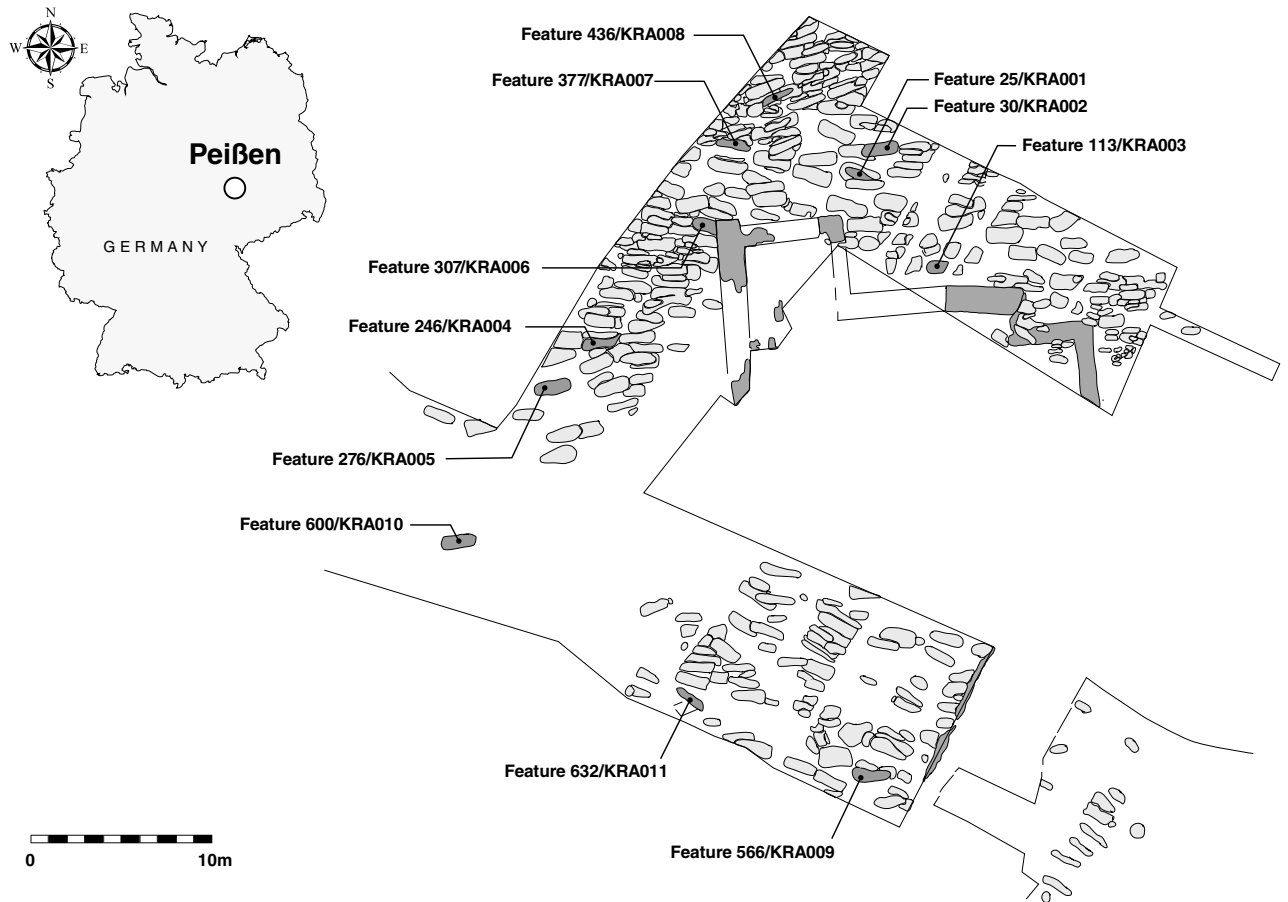 N
W E
S
Peißen
GERMANY
Feature 436/KRA008
Feature 377/KRA007
Feature 25/KRA001
Feature 30/KRA002
Feature 113/KRA003
Feature 307/KRA006
Feature 246/KRA004
Feature 276/KRA005
Feature 600/KRA010
Feature 632/KRA011
Feature 566/KRA009
0 10m